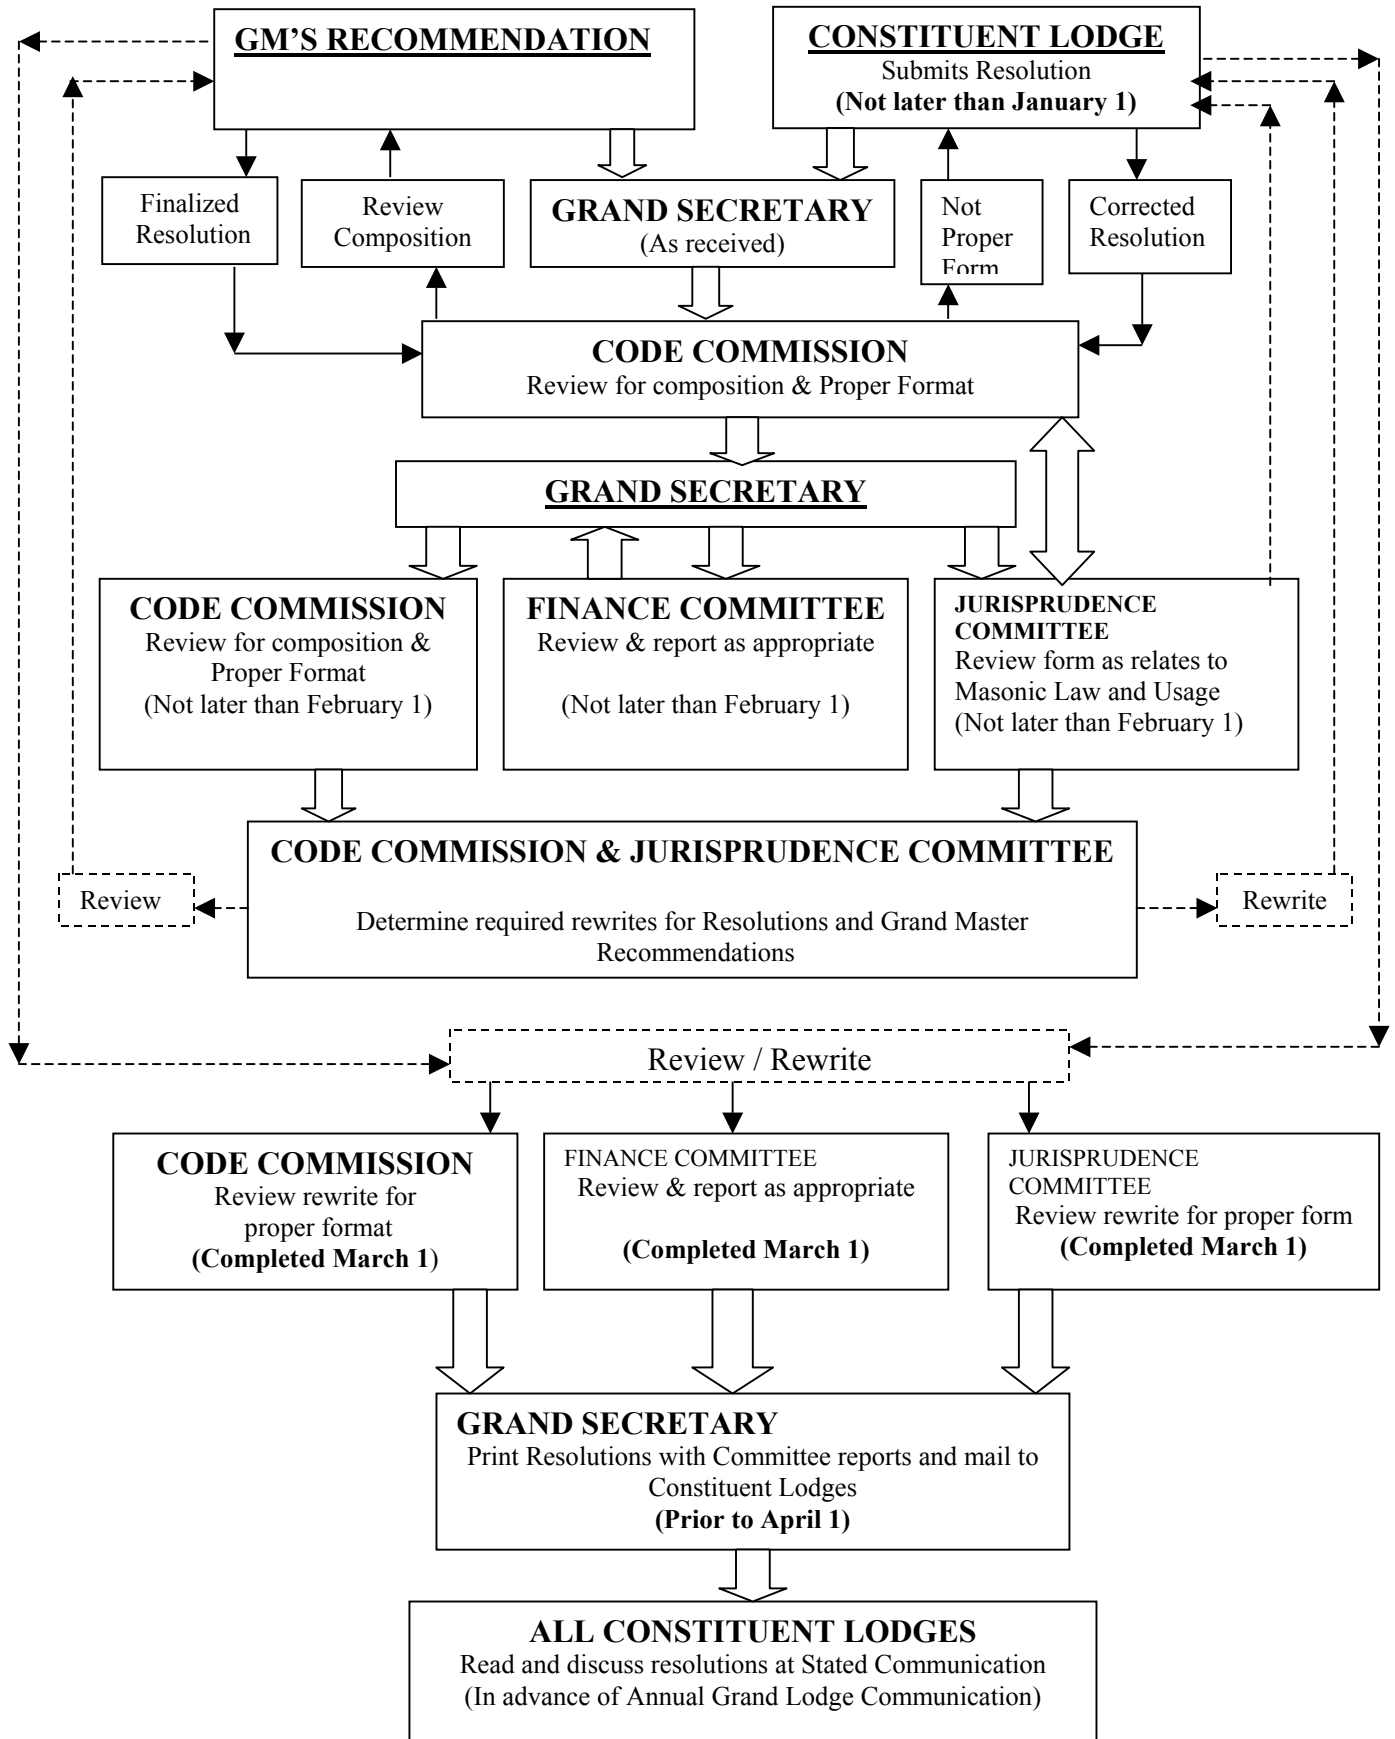 GM'S RECOMMENDATION
CONSTITUENT LODGE
Submits Resolution
(Not later than January 1)
Finalized
Resolution
Review
Composition
GRAND SECRETARY
(As received)
Not
Proper
Form
Corrected
Resolution
CODE COMMISSION
Review for composition & Proper Format
GRAND SECRETARY
CODE COMMISSION
Review for composition &
Proper Format
(Not later than February 1)
FINANCE COMMITTEE
Review & report as appropriate
(Not later than February 1)
JURISPRUDENCE
COMMITTEE
Review form as relates to
Masonic Law and Usage
(Not later than February 1)
CODE COMMISSION & JURISPRUDENCE COMMITTEE
Determine required rewrites for Resolutions and Grand Master
Recommendations
Review
Rewrite
Review / Rewrite
CODE COMMISSION
Review rewrite for
proper format
(Completed March 1)
FINANCE COMMITTEE
Review & report as appropriate
(Completed March 1)
JURISPRUDENCE
COMMITTEE
Review rewrite for proper form
(Completed March 1)
GRAND SECRETARY
Print Resolutions with Committee reports and mail to
Constituent Lodges
(Prior to April 1)
ALL CONSTITUENT LODGES
Read and discuss resolutions at Stated Communication
(In advance of Annual Grand Lodge Communication)